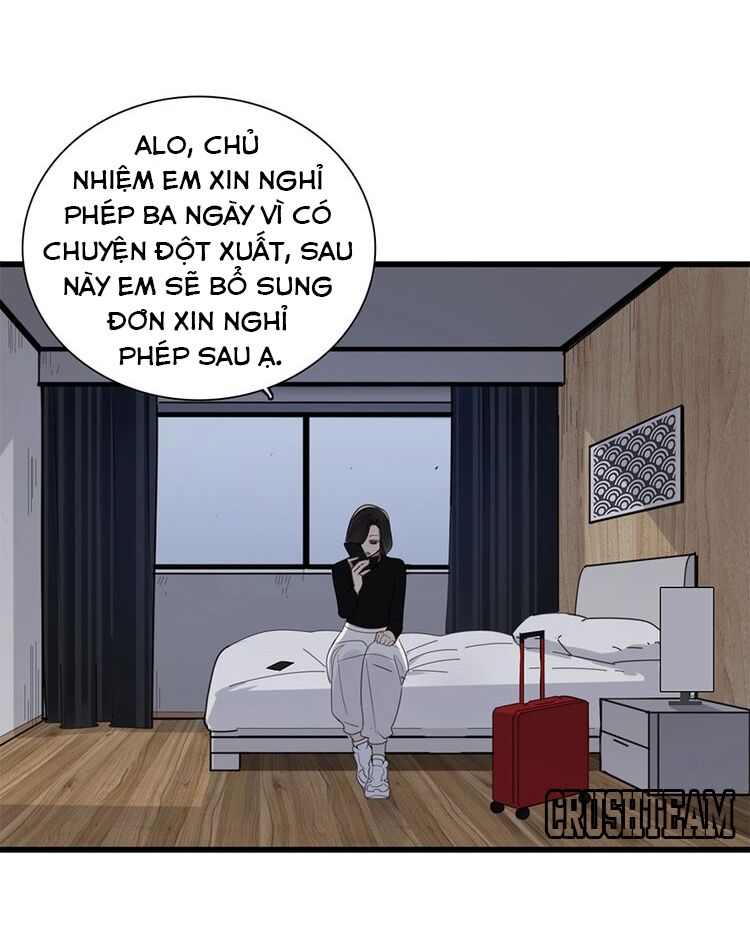 ALO, CHỦ
NHIỆM EM XIN NGHỈ
PHÉP BA NGÀY VÌ CÓ
CHUYỆN ĐỘT XUẤT, SAU
NÀY EM SẼ BỔ SUNG
ĐƠN XIN NGHỈ
PHÉP SAU Ạ.
CRUSHTEAM